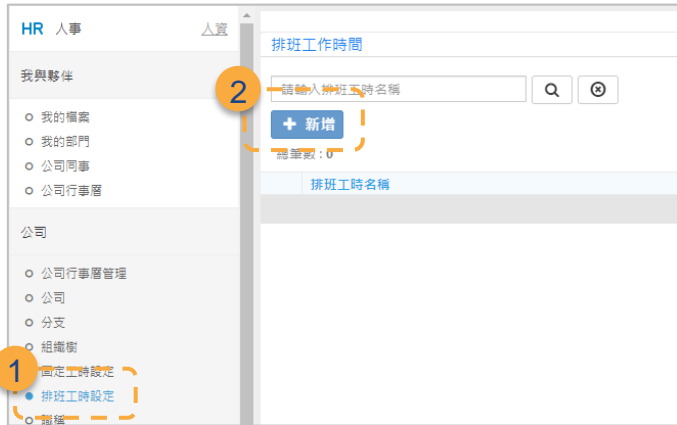 HR 人事 人資
我與夥伴
我的檔案
我的部門
公司同事
公司行事曆
公司
公司行事曆管理
公司
分支
組織樹
1
固定工時設定
排班工時設定
職稱
排班工作時間
2
請輸入排班工時名稱
新增
總筆數：0
排班工時名稱